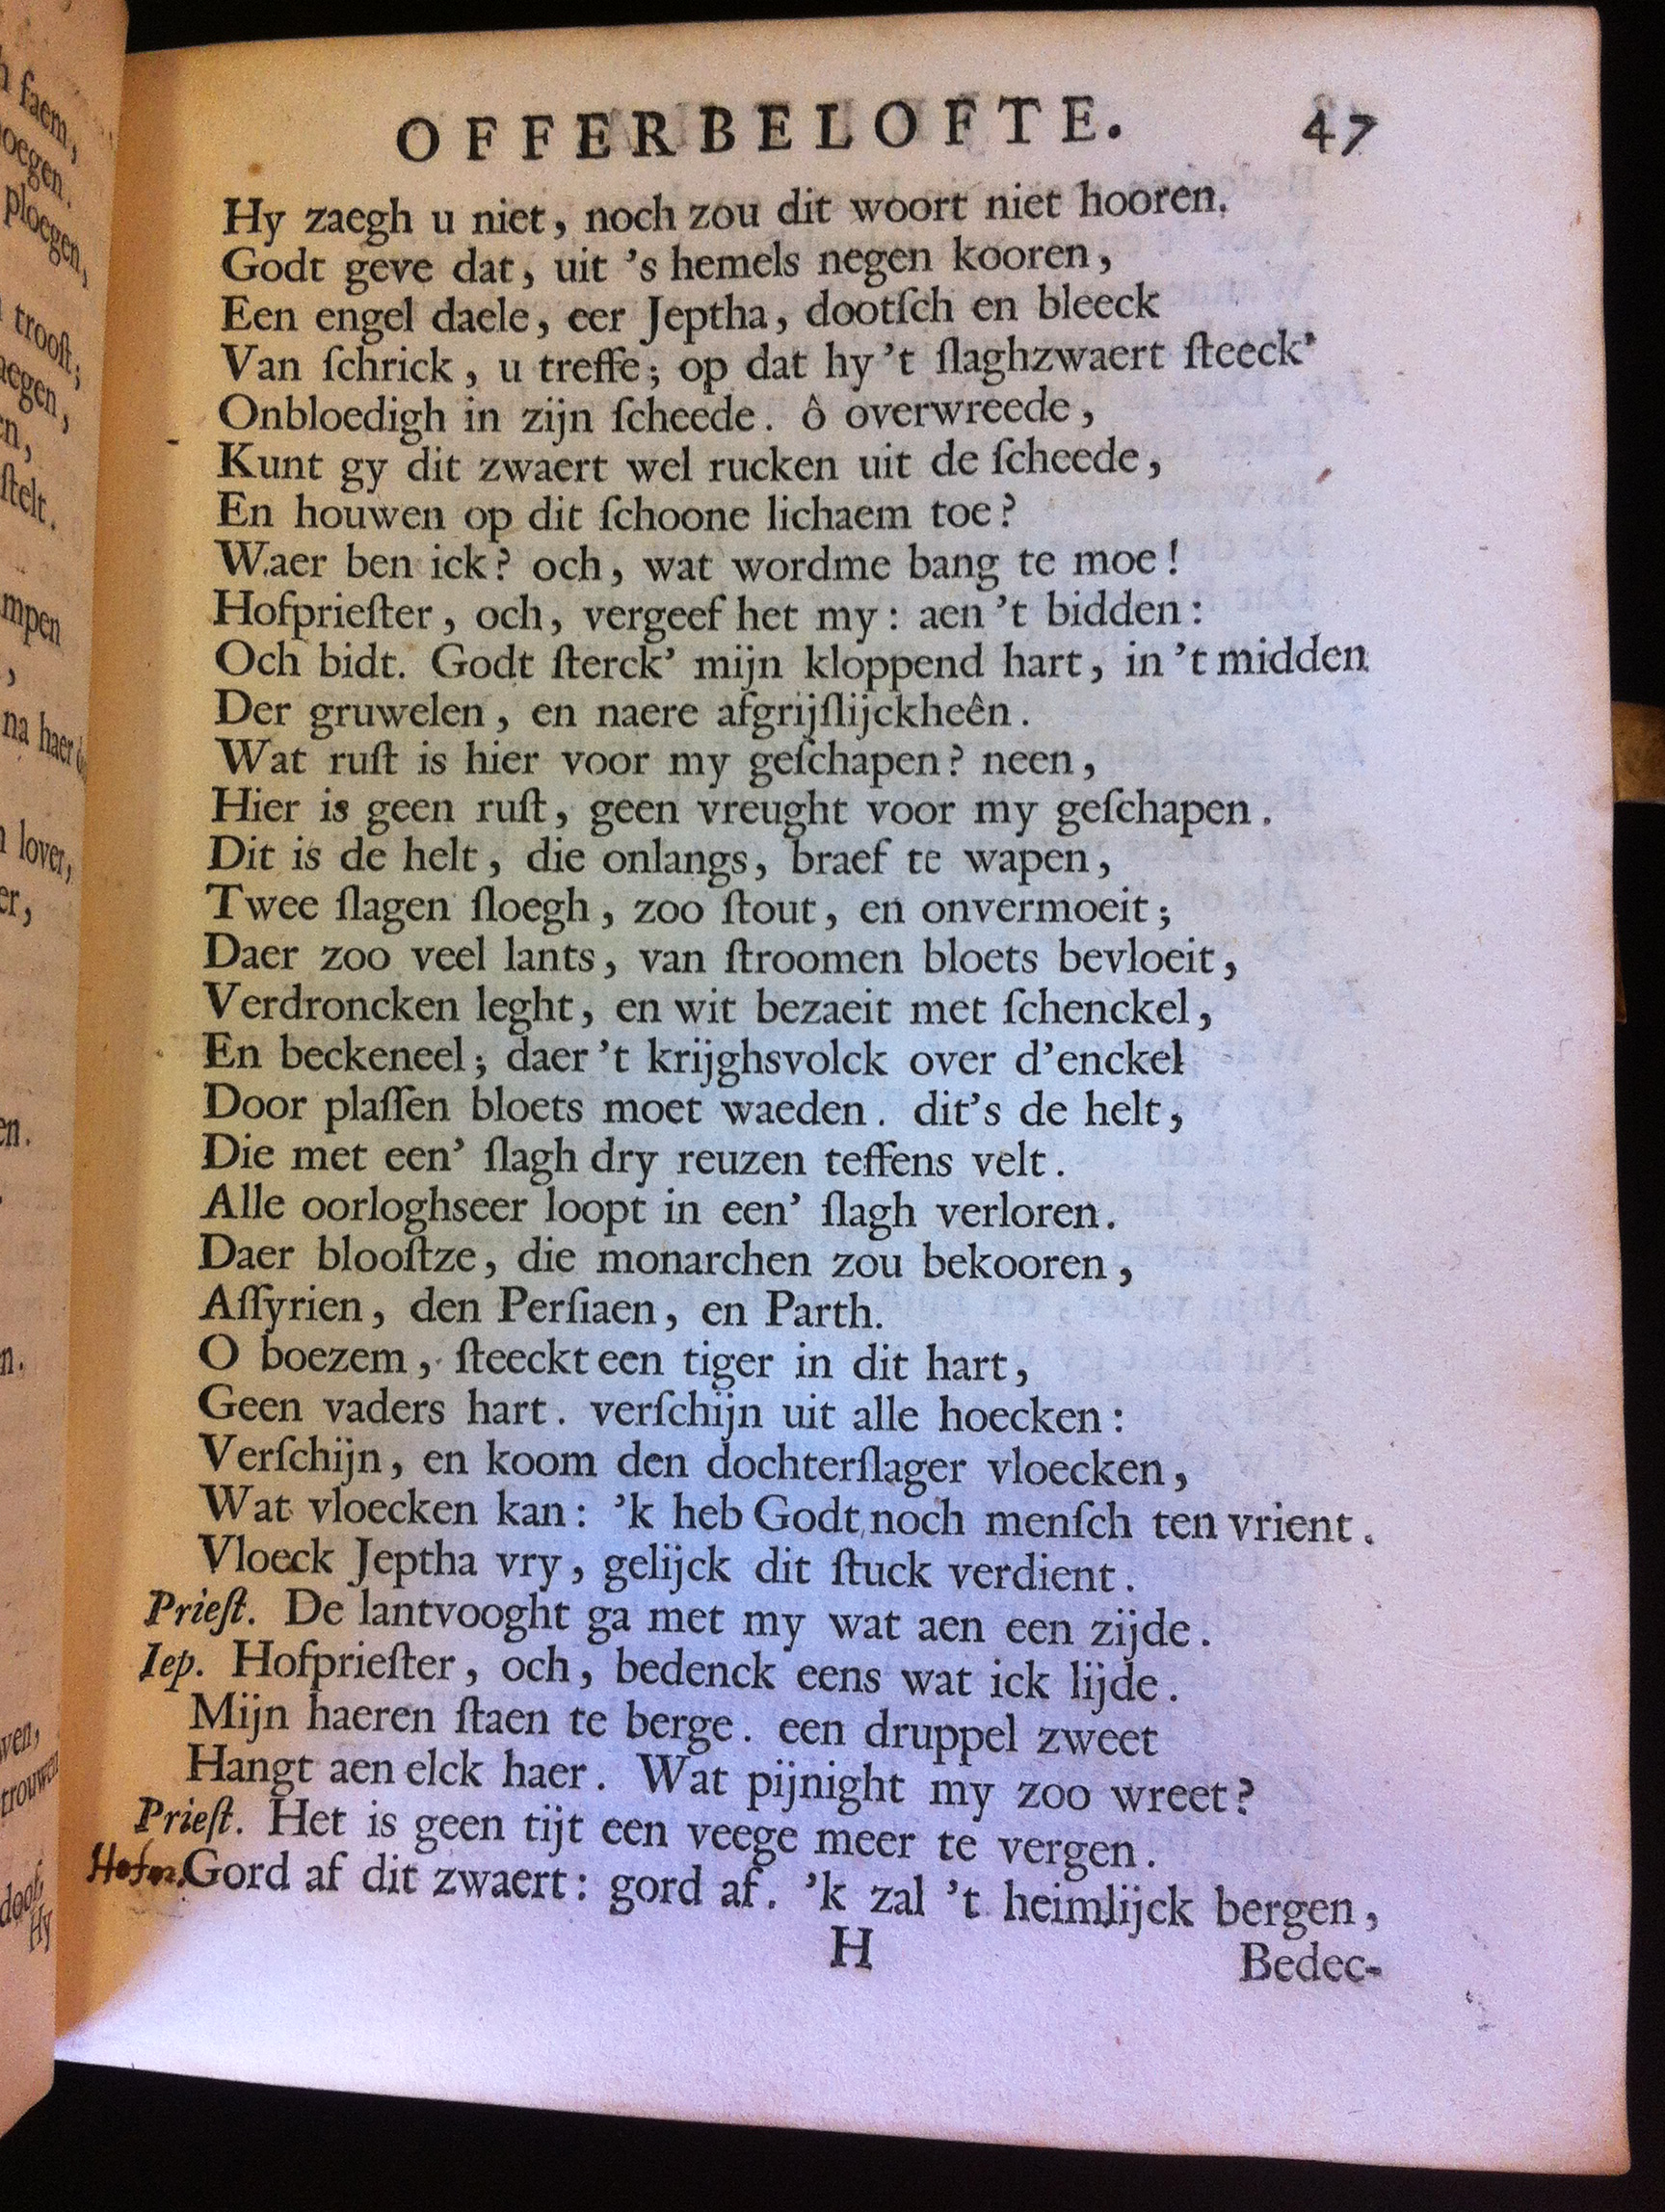 OFFERBELOFTE. 47
Hy zaegh u niet, noch zou dit woort niet hooren.
Godt geve dat, uit 's hemels negen kooren,
Een engel daele, eer Jeptha, dootſch en bleeck
Van ſchrick, u treffe; op dat hy 't ſlaghzwaert ſteeck'
Onbloedigh in zijn ſcheede. ô overwreede,
Kunt gy dit zwaert wel rucken uit de ſcheede,
En houwen op dit ſchoone lichaem toe?
Waer ben ick? och, wat wordme bang te moe!
Hofprieſter, och, vergeef het my: aen 't bidden:
Och bidt. Godt ſterck' mijn kloppend hart, in 't midden
Der gruwelen, en naere afgrijſlijckheên.
Wat ruſt is hier voor my geſchapen? neen,
Hier is geen ruſt, geen vreught voor my geſchapen.
Dit is de helt, die onlangs, braef te wapen,
Twee ſlagen ſloegh, zoo ſtout, en onvermoeit;
Daer zoo veel lants, van ſtroomen bloets bevloeit,
Verdroncken leght, en wit bezaeit met ſchenckel,
En beckeneel; daer 't krijghsvolck over d'enckel
Door plaſſen bloets moet waeden. dit's de helt,
Die met een' ſlagh dry reuzen teffens velt.
Alle oorloghseer loopt in een' ſlagh verloren.
Daer blooſtze, die monarchen zou bekooren,
Aſſyrien, den Perſiaen, en Parth.
O boezem, ſteeckt een tiger in dit hart,
Geen vaders hart. verſchijn uit alle hoecken:
Verſchijn, en koom den dochterſlager vloecken,
Wat vloecken kan: 'k heb Godt noch menſch ten vrient.
Vloeck Jeptha vry, gelijck dit ſtuck verdient.
Prieſt. De lantvooght ga met my wat aen een zijde.
Iep. Hofprieſter, och, bedenck eens wat ick lijde.
Mijn haeren ſtaen te berge. een druppel zweet
Hangt aen elck haer. Wat pijnight my zoo wreet?
Prieſt. Het is geen tijt een veege meer te vergen.
Hofm. Gord af dit zwaert: gord af. 'k zal 't heimlijck bergen,
H Bedec-